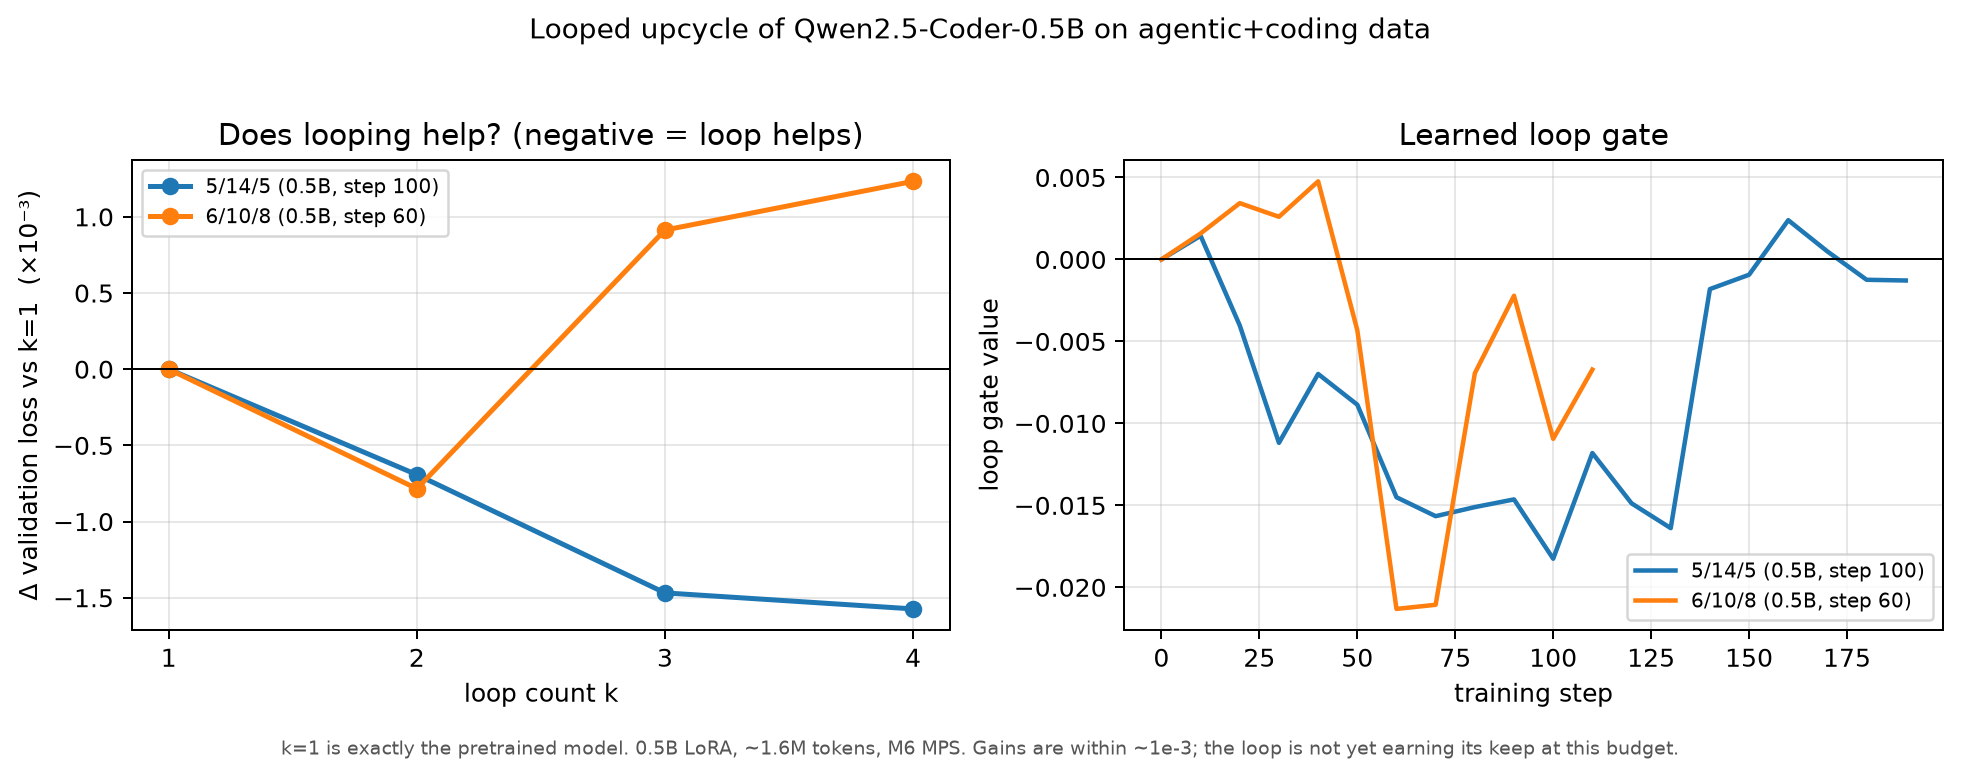 Looped upcycle of Qwen2.5-Coder-0.5B on agentic+coding data
Does looping help? (negative = loop helps)
Δ validation loss vs k=1 (×10⁻³)
1.0
0.5
0.0
−0.5
−1.0
−1.5
5/14/5 (0.5B, step 100)
6/10/8 (0.5B, step 60)
1
2
3
4
loop count k
Learned loop gate
loop gate value
0.005
0.000
−0.005
−0.010
−0.015
−0.020
5/14/5 (0.5B, step 100)
6/10/8 (0.5B, step 60)
0
25
50
75
100
125
150
175
training step
k=1 is exactly the pretrained model. 0.5B LoRA, ~1.6M tokens, M6 MPS. Gains are within ~1e-3; the loop is not yet earning its keep at this budget.